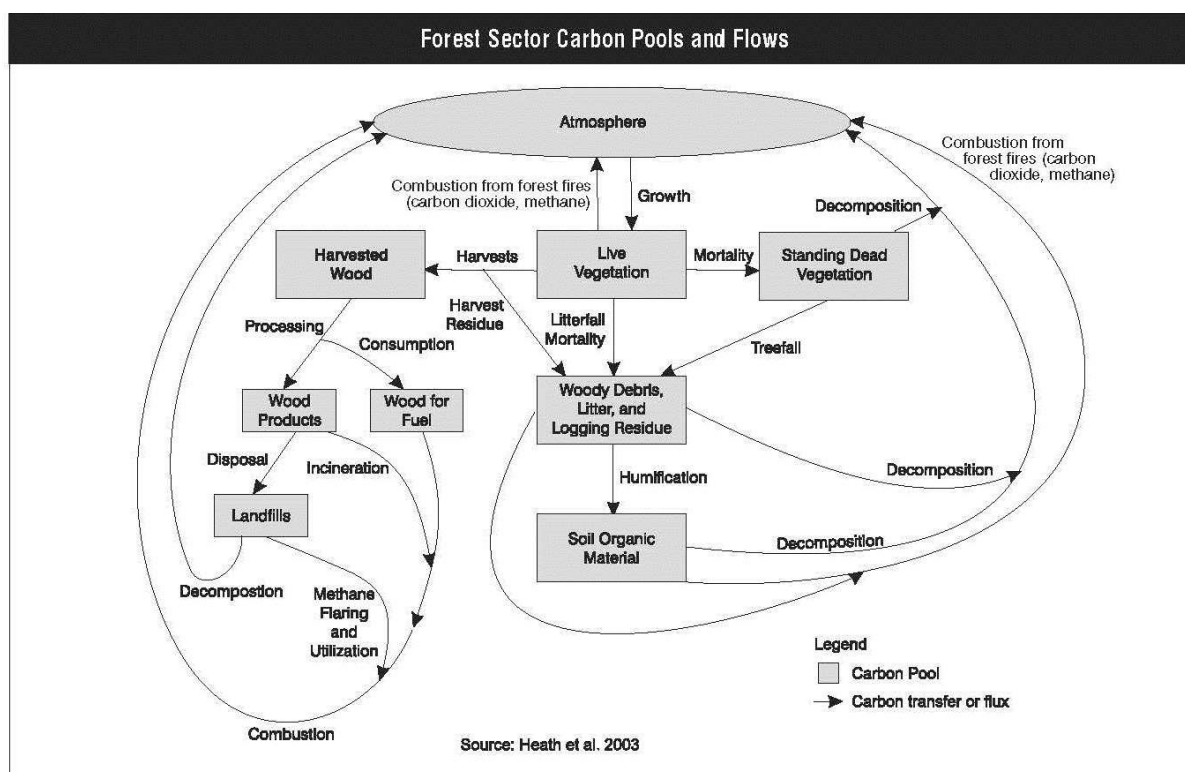 Forest Sector Carbon Pools and Flows
Atmosphere
Combustion from
forest fires (carbon
dioxide, methane)
Combustion from forest fires
(carbon dioxide, methane)
Growth
Decomposition
Harvested
Wood
Harvests
Live
Vegetation
Mortality
Standing Dead
Vegetation
Harvest
Residue
Litterfall
Mortality
Treefall
Processing
Consumption
Wood
Products
Wood for
Fuel
Woody Debris,
Litter, and
Logging Residue
Disposal
Incineration
Humification
Decomposition
Landfills
Soil Organic
Material
Decomposition
Decompostion
Methane
Flaring
and
Utilization
Combustion
Legend
Carbon Pool
Carbon transfer or flux
Source: Heath et al. 2003